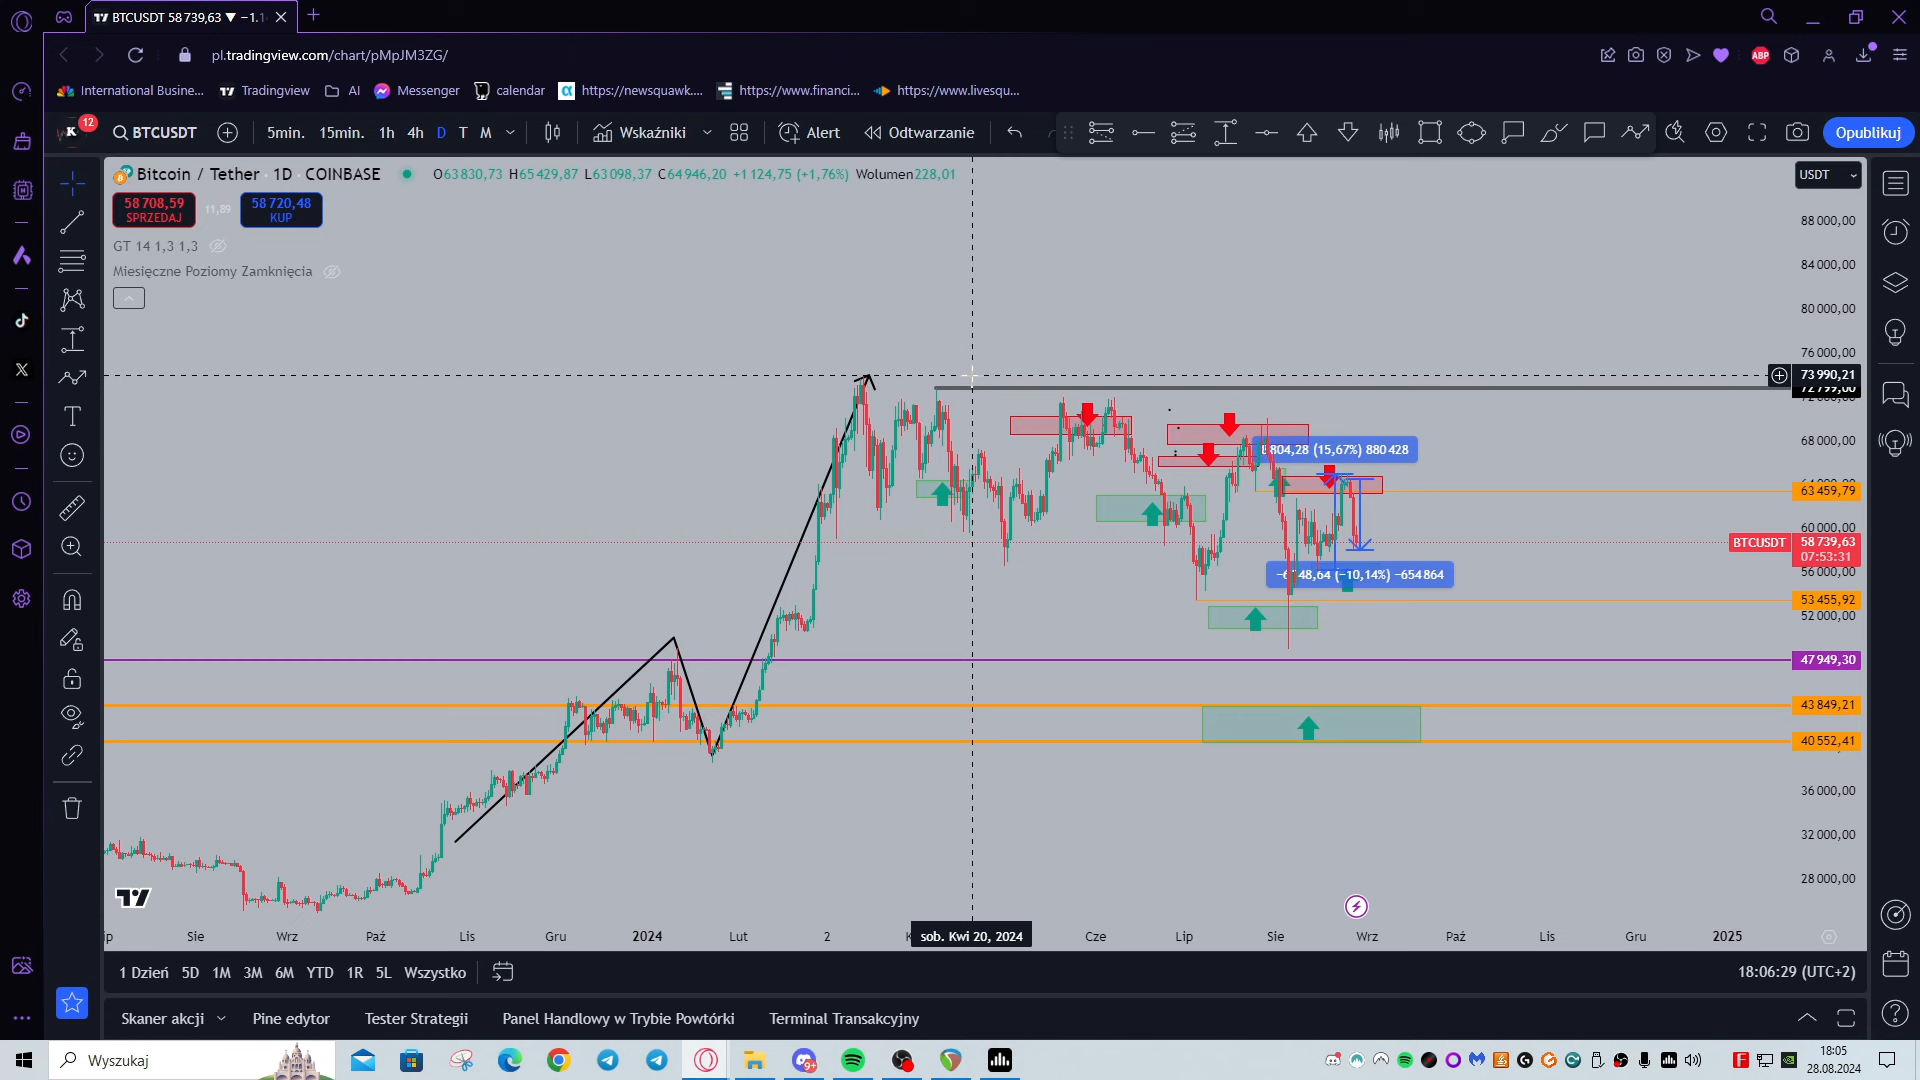 BTCUSDT 58 739,63 ▼ −1.1
pl.tradingview.com/chart/pMpJM3ZG/
International Business...
Tradingview
AI
Messenger
calendar
https://newsquawk....
https://www.financi...
https://www.livesqu...
12
K
BTCUSDT
5min. 15min. 1h 4h D T M
Wskaźniki
Alert
Odtwarzanie
Opublikuj
Bitcoin / Tether · 1D · COINBASE
O63 830,73 H65 429,87 L63 098,37 C64 946,20 +1 124,75 (+1,76%) Wolumen228,01
USDT
58 708,59
SPRZEDAJ
11,89
58 720,48
KUP
GT 14 1,3 1,3
Miesięczne Poziomy Zamknięcia
88 000,00
84 000,00
80 000,00
76 000,00
73 990,21
72 799,00
68 000,00
804,28 (15,67%) 880 428
63 459,79
60 000,00
BTCUSDT
58 739,63
07:53:31
56 000,00
48,64 (−10,14%) −654 864
53 455,92
52 000,00
47 949,30
43 849,21
40 552,41
36 000,00
32 000,00
28 000,00
Sie
Wrz
Paź
Lis
Gru
2024
Lut
2
sob. Kwi 20, 2024
Cze
Lip
Sie
Wrz
Paź
Lis
Gru
2025
1 Dzień 5D 1M 3M 6M YTD 1R 5L Wszystko
18:06:29 (UTC+2)
Skaner akcji
Pine edytor
Tester Strategii
Panel Handlowy w Trybie Powtórki
Terminal Transakcyjny
Wyszukaj
9+
18:05
28.08.2024